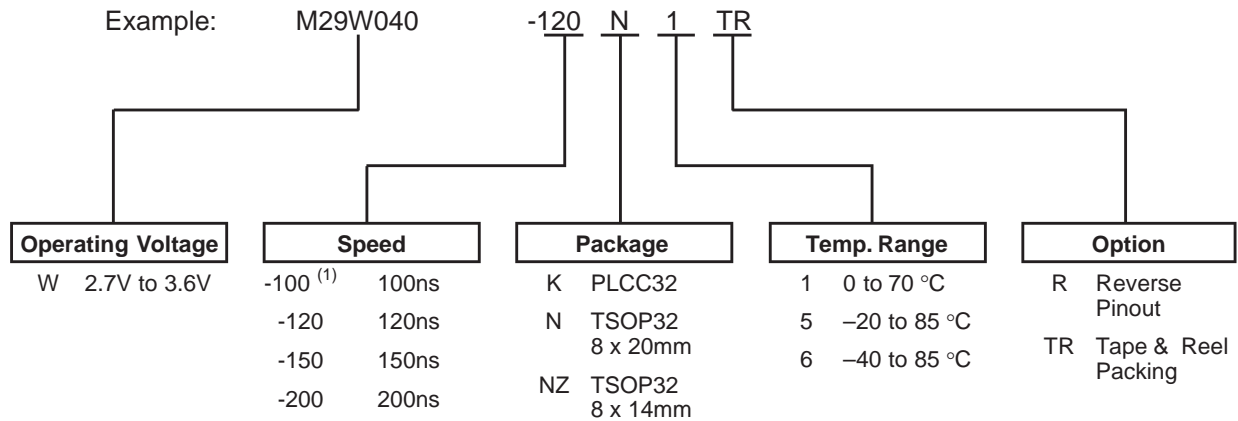 Example: M29W040 -120 N 1 TR
Operating Voltage
W 2.7V to 3.6V
Speed
-100 (1) 100ns
-120 120ns
-150 150ns
-200 200ns
Package
K PLCC32
N TSOP32
8 x 20mm
NZ TSOP32
8 x 14mm
Temp. Range
1 0 to 70 °C
5 –20 to 85 °C
6 –40 to 85 °C
Option
R Reverse
Pinout
TR Tape & Reel
Packing